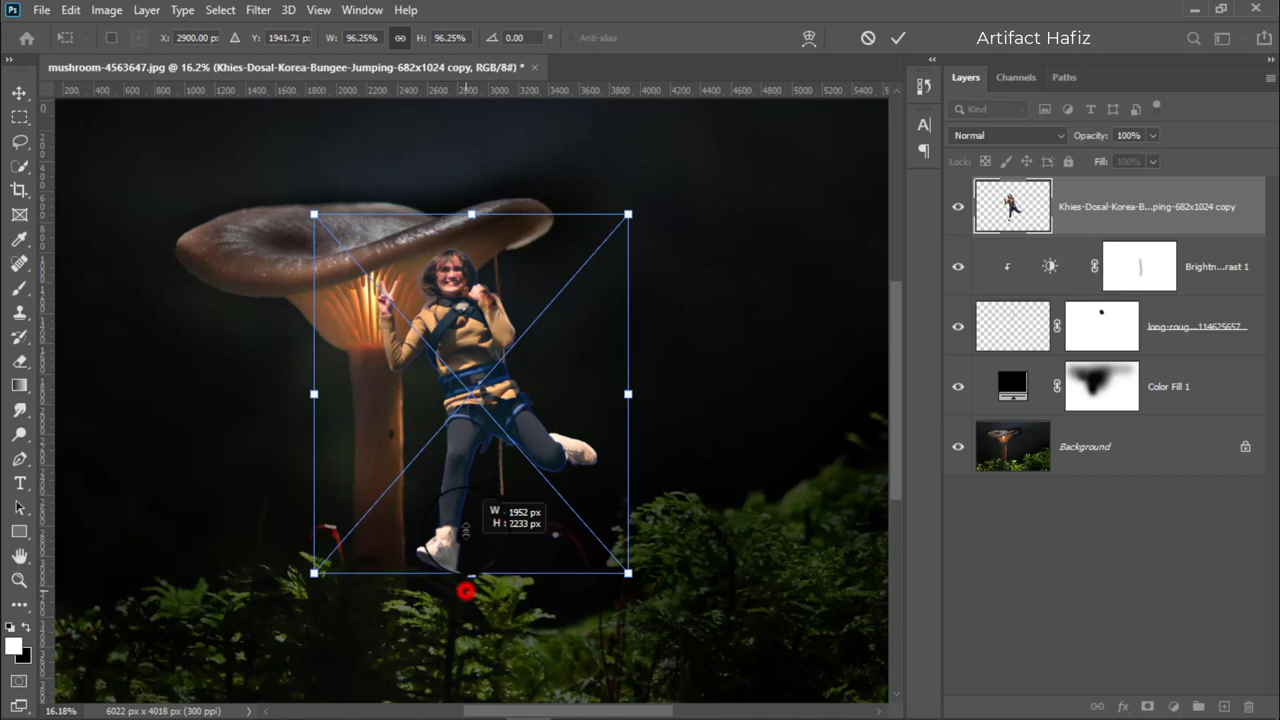 Ps File Edit Image Layer Type Select Filter 3D View Window Help
X: 2900.00 px Y: 1941.71 px W: 96.25% H: 96.25% 0.00 ° Anti-alias
Artifact Hafiz
mushroom-4563647.jpg @ 16.2% (Khies-Dosal-Korea-Bungee-Jumping-682x1024 copy, RGB/8#) * ×
200 400 600 800 1000 1200 1400 1600 1800 2000 2200 2400 2600 2800 3000 3200 3400 3600 3800 4000 4200 4400 4600 4800 5000 5200 5400
W : 1952 px
H : 2233 px
16.18% 6022 px x 4018 px (300 ppi)
Layers Channels Paths
Kind
Normal Opacity: 100%
Lock: Fill: 100%
Khies-Dosal-Korea-B...ping-682x1024 copy
Brightn...rast 1
long-roug...114625657...
Color Fill 1
Background